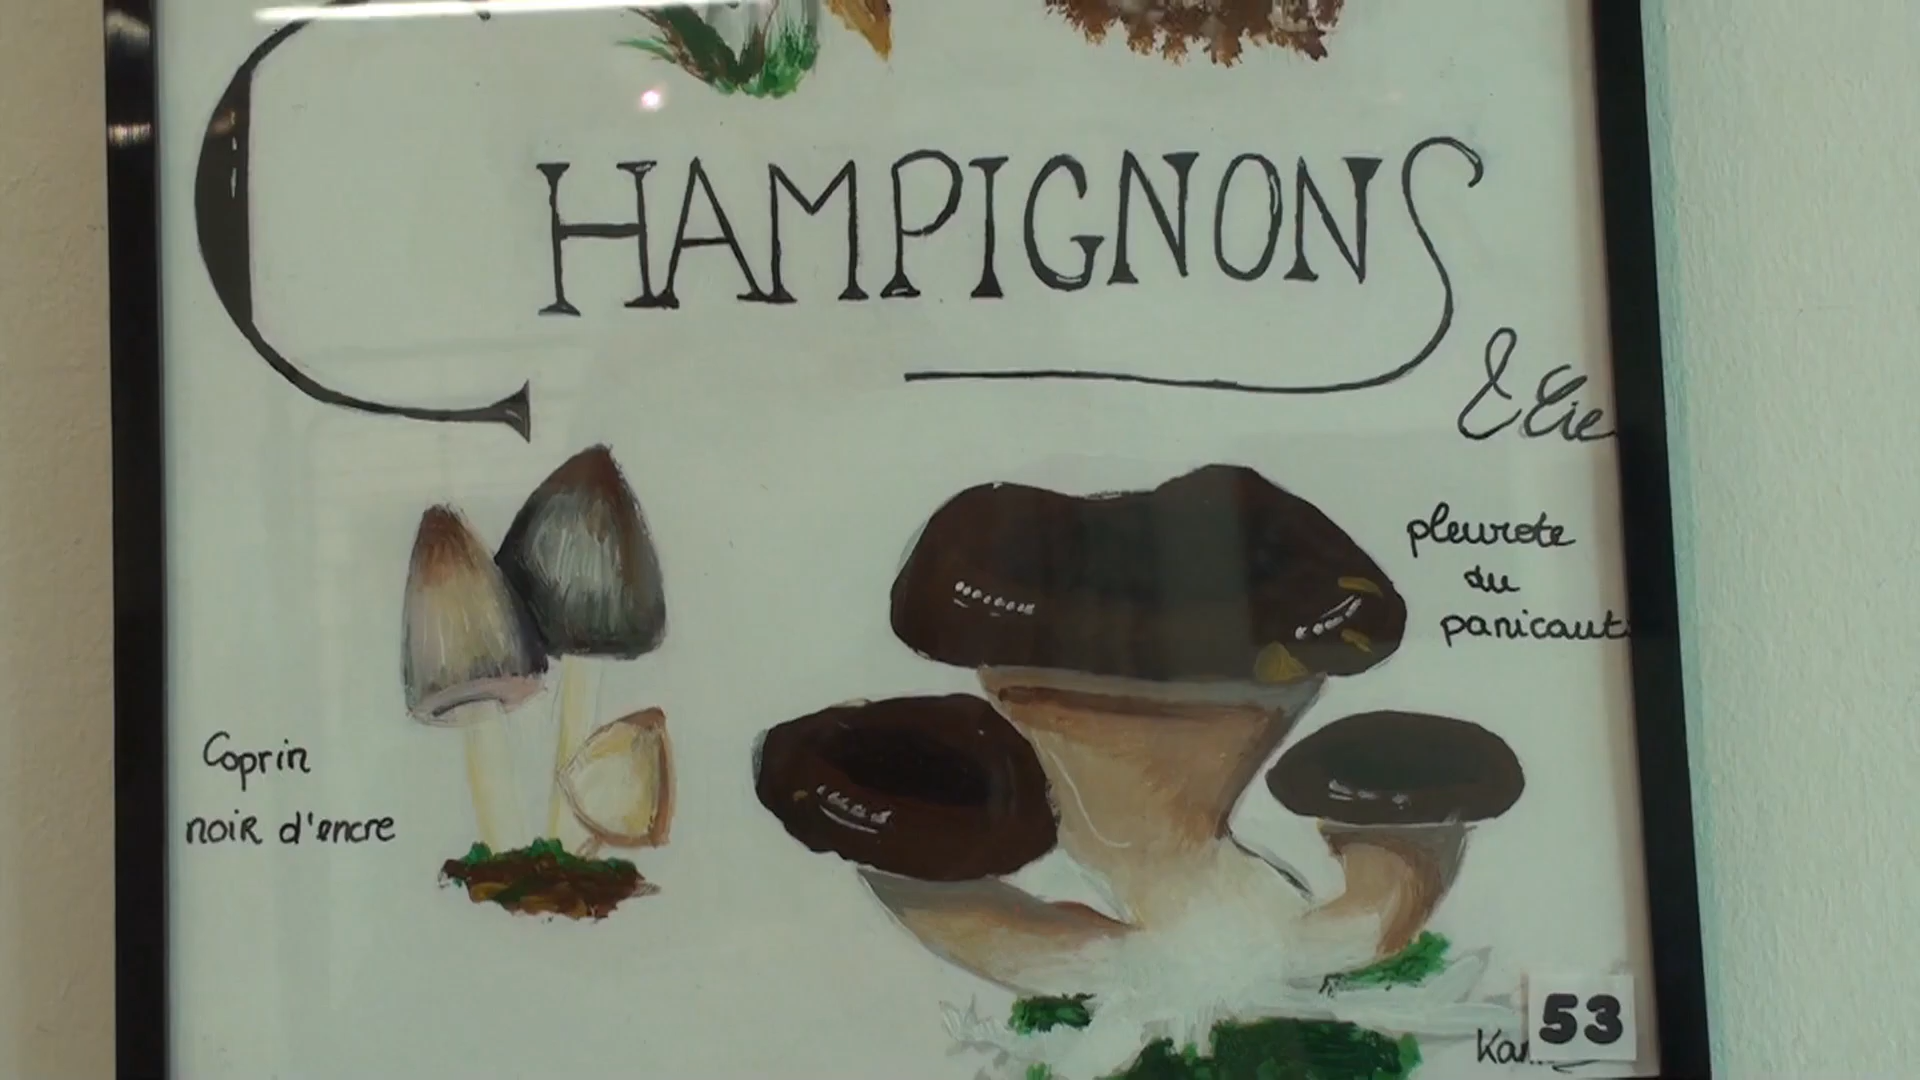 CHAMPIGNONS
& Cie
pleurote
du
panicaut
Coprin
noir d'encre
53